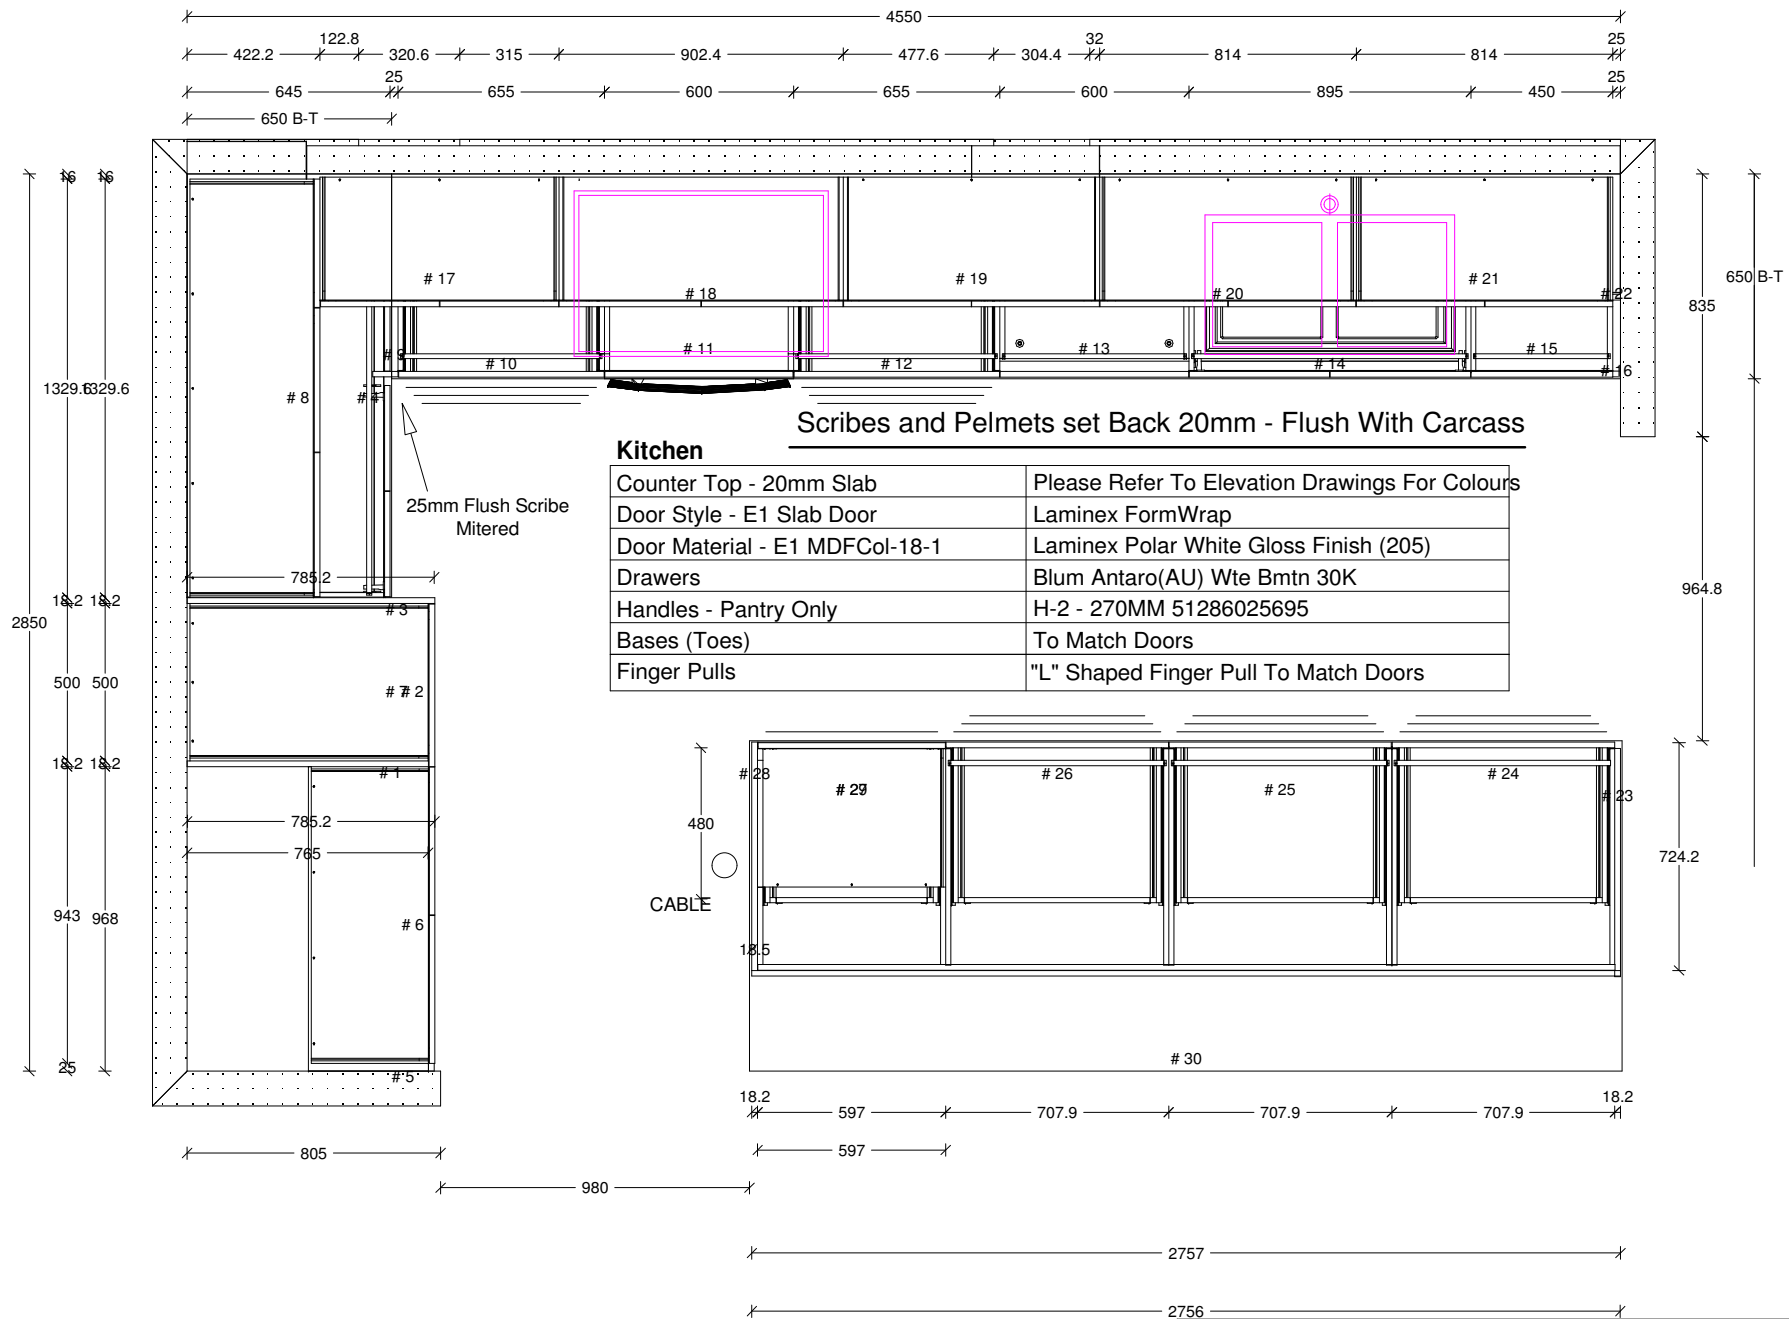 4550
422.2 122.8 320.6 315 902.4 477.6 304.4 32 814 814 25
645 25 655 600 655 600 895 450 25
650 B-T
16 16
# 17 # 18 # 19 # 20 # 21 # 22
650 B-T
835
# 9 # 10 # 11 # 12 # 13 # 14 # 15 # 16
1329.6 1329.6
# 8 # 4
Scribes and Pelmets set Back 20mm - Flush With Carcass
Kitchen
Counter Top - 20mm Slab Please Refer To Elevation Drawings For Colours
Door Style - E1 Slab Door Laminex FormWrap
Door Material - E1 MDFCol-18-1 Laminex Polar White Gloss Finish (205)
Drawers Blum Antaro(AU) Wte Bmtn 30K
Handles - Pantry Only H-2 - 270MM 51286025695
Bases (Toes) To Match Doors
Finger Pulls "L" Shaped Finger Pull To Match Doors
25mm Flush Scribe
Mitered
785.2
964.8
18.2 18.2
# 3
2850
500 500
# 7 # 2
18.2 18.2
# 1
# 28 # 29 # 26 # 25 # 24 # 23
480
785.2
765
724.2
CABLE
943 968
# 6
18.5
25
# 5
# 30
18.2 597 707.9 707.9 707.9 18.2
805
597
980
2757
2756